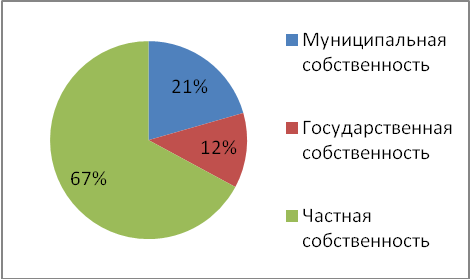 21%
12%
67%
Муниципальная
собственность
Государственная
собственность
Частная
собственность